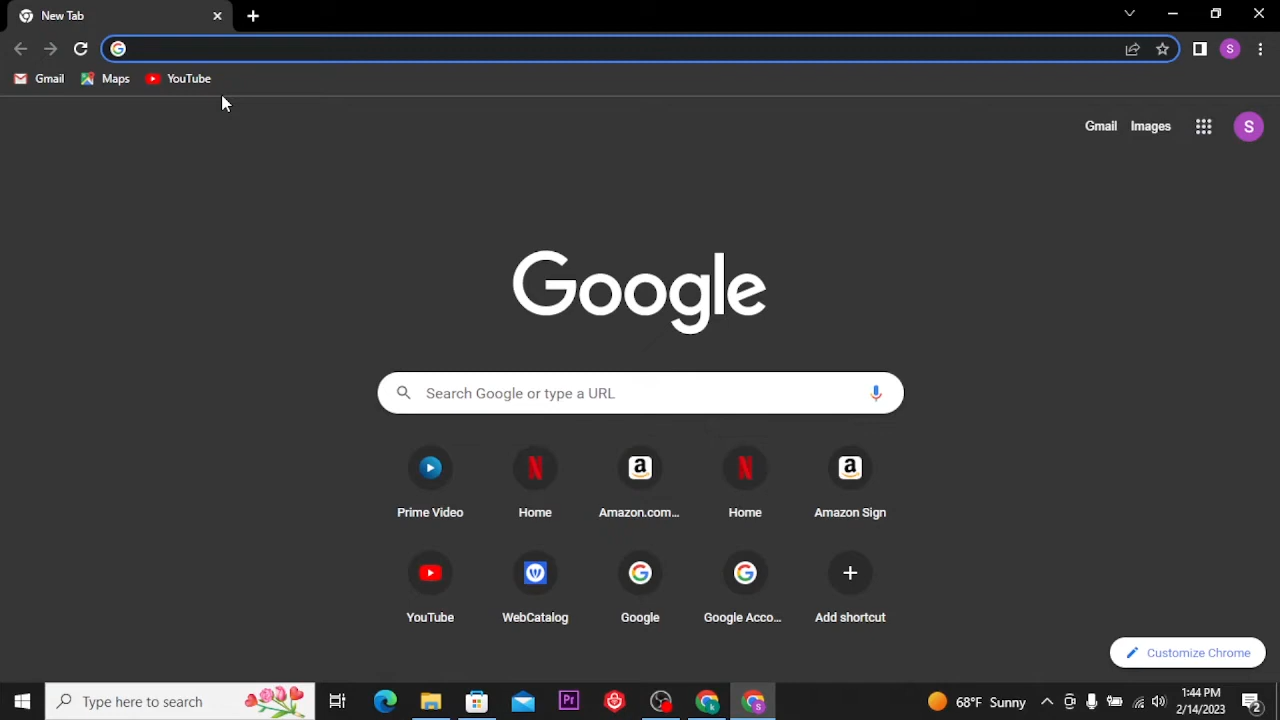 New Tab
Gmail
Maps
YouTube
S
Gmail
Images
S
Google
Search Google or type a URL
Prime Video
Home
Amazon.com...
Home
Amazon Sign
YouTube
WebCatalog
Google
Google Acco...
Add shortcut
Customize Chrome
Type here to search
Pr
68°F Sunny
1:44 PM
2/14/2023
2